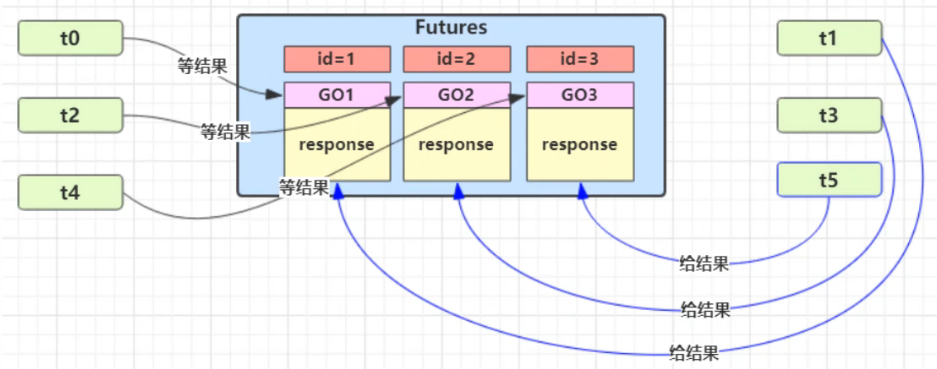 Futures
t0
t1
id=1
id=2
id=3
等结果
GO1
GO2
GO3
t2
t3
等结果
response
response
response
t4
t5
等结果
给结果
给结果
给结果